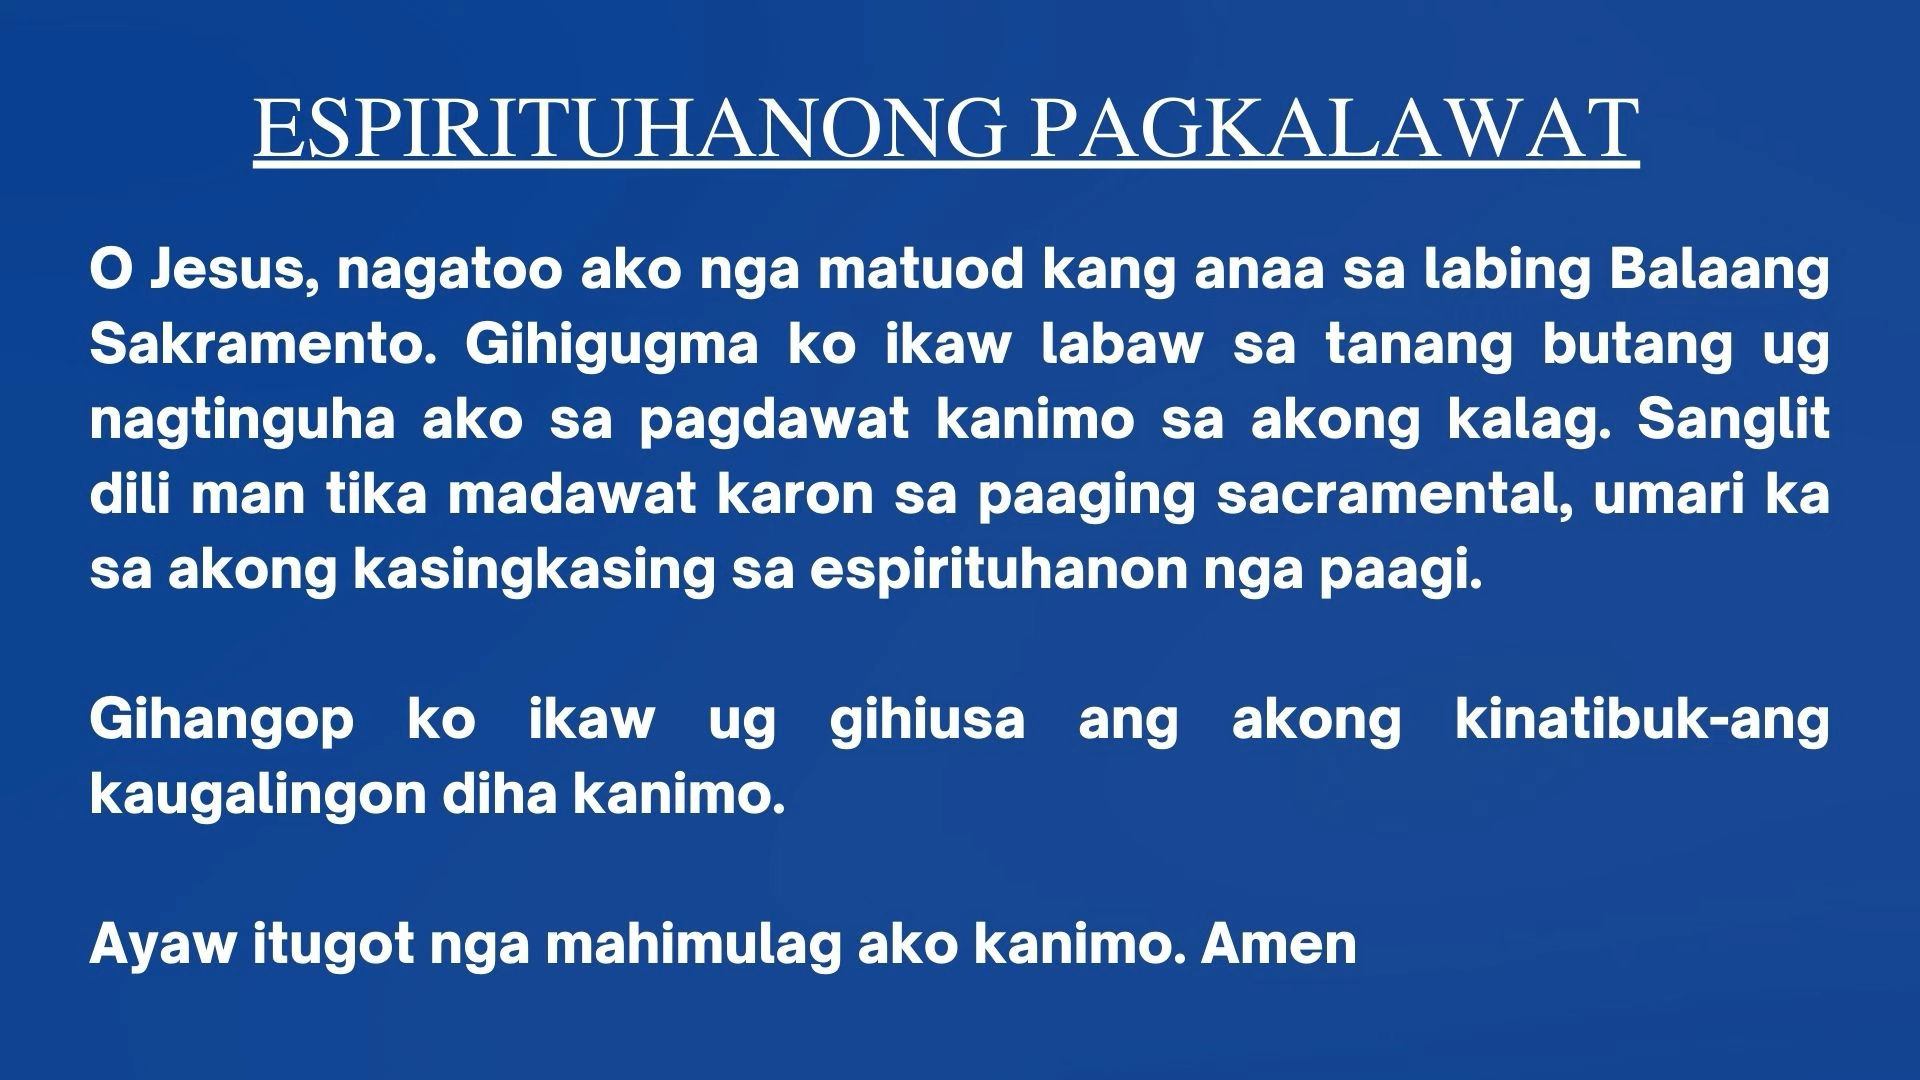 ESPIRITUHANONG PAGKALAWAT
O Jesus, nagatoo ako nga matuod kang anaa sa labing Balaang
Sakramento. Gihigugma ko ikaw labaw sa tanang butang ug
nagtinguha ako sa pagdawat kanimo sa akong kalag. Sanglit
dili man tika madawat karon sa paaging sacramental, umari ka
sa akong kasingkasing sa espirituhanon nga paagi.
Gihangop ko ikaw ug gihiusa ang akong kinatibuk-ang
kaugalingon diha kanimo.
Ayaw itugot nga mahimulag ako kanimo. Amen